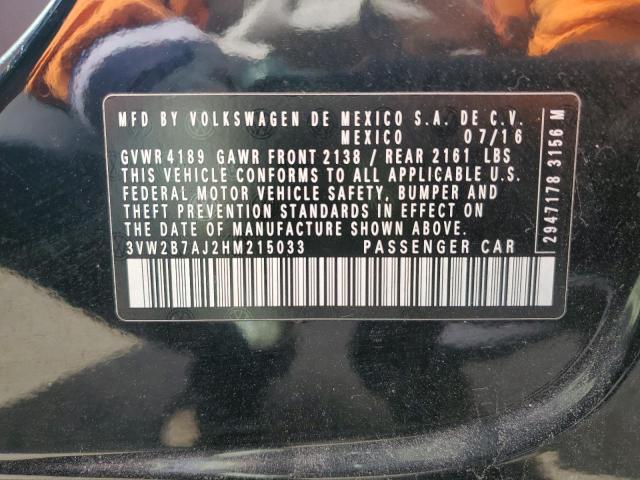 MFD BY VOLKSWAGEN DE MEXICO S.A. DE C.V.
MEXICO 07/16
GVWR 4189 GAWR FRONT 2138 / REAR 2161 LBS
THIS VEHICLE CONFORMS TO ALL APPLICABLE U.S.
FEDERAL MOTOR VEHICLE SAFETY, BUMPER AND
THEFT PREVENTION STANDARDS IN EFFECT ON
THE DATE OF MANUFACTURE SHOWN ABOVE.
3VW2B7AJ2HM215033 PASSENGER CAR
2947178 3156 M